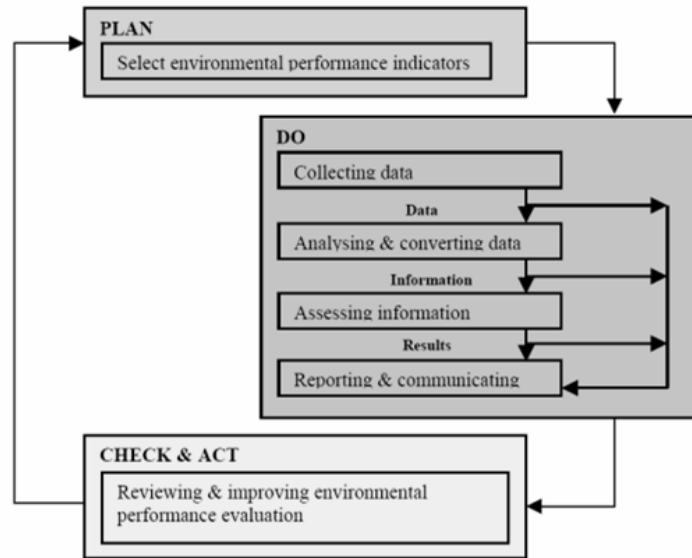 PLAN
Select environmental performance indicators
DO
Collecting data
Data
Analysing & converting data
Information
Assessing information
Results
Reporting & communicating
CHECK & ACT
Reviewing & improving environmental
performance evaluation